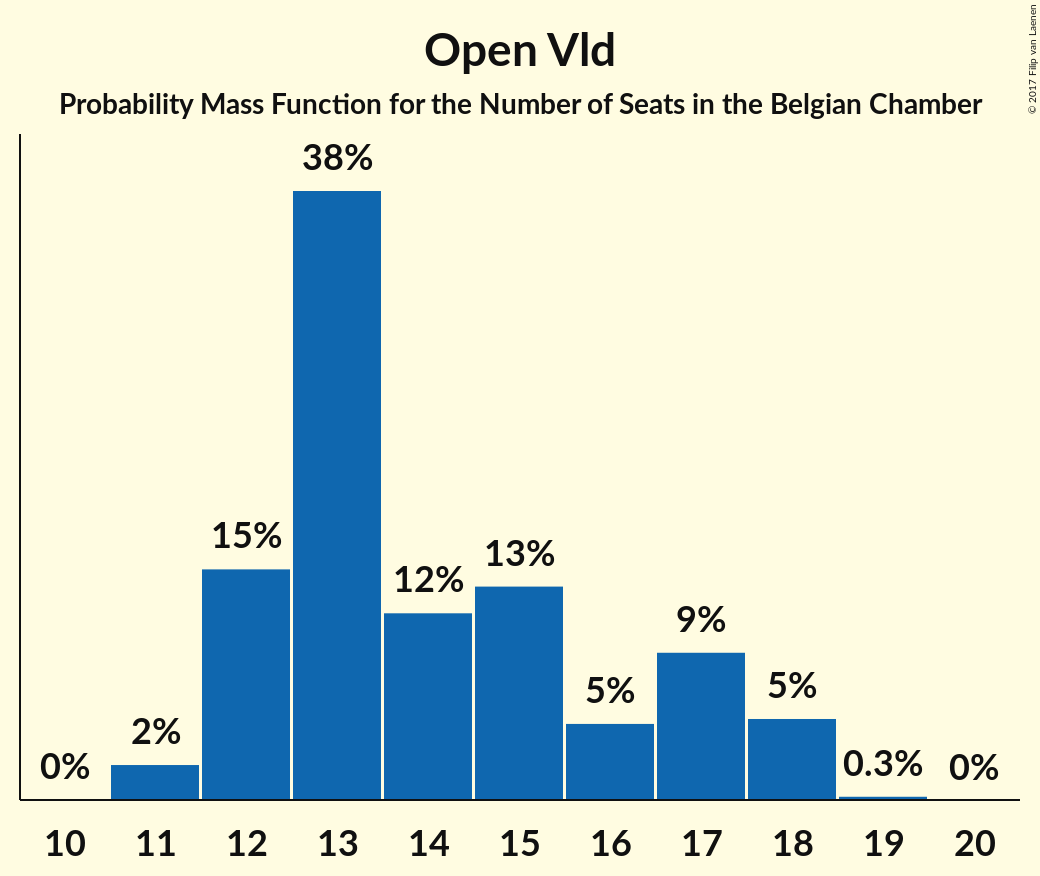 Open Vld
Probability Mass Function for the Number of Seats in the Belgian Chamber
© 2017 Filip van Laenen
0% 2% 15% 38% 12% 13% 5% 9% 5% 0.3% 0%
10 11 12 13 14 15 16 17 18 19 20